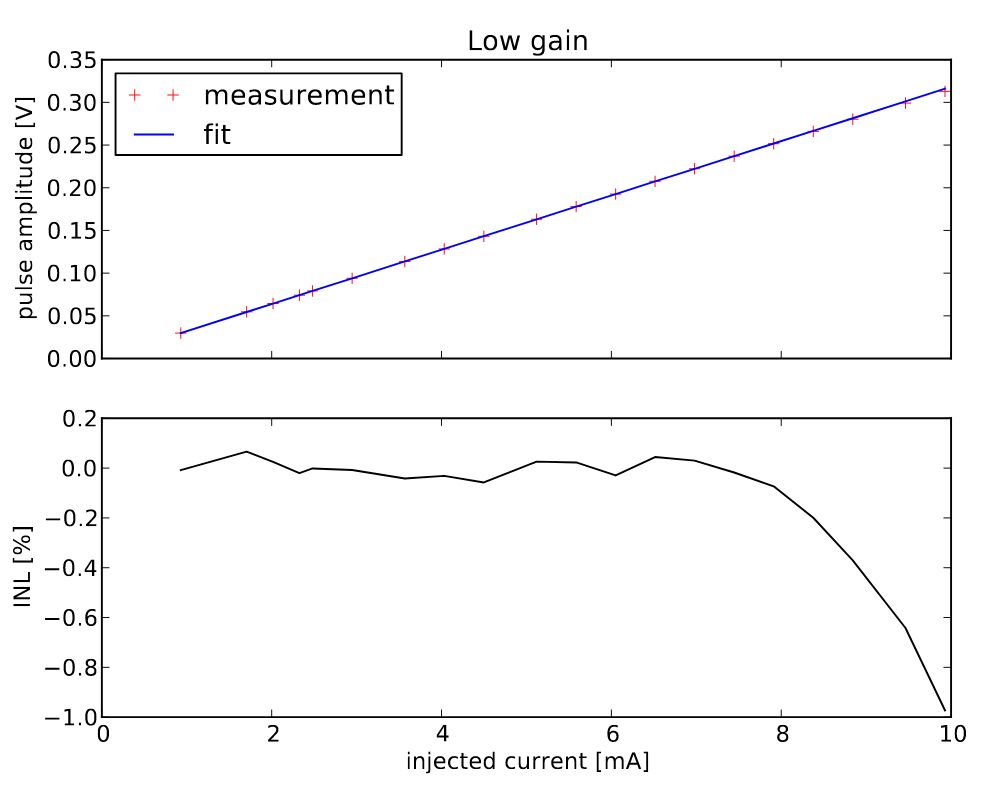 Low gain
0.35
0.30
0.25
0.20
0.15
0.10
0.05
0.00
pulse amplitude [V]
measurement
fit
0.2
0.0
−0.2
−0.4
−0.6
−0.8
−1.0
INL [%]
0 2 4 6 8 10
injected current [mA]